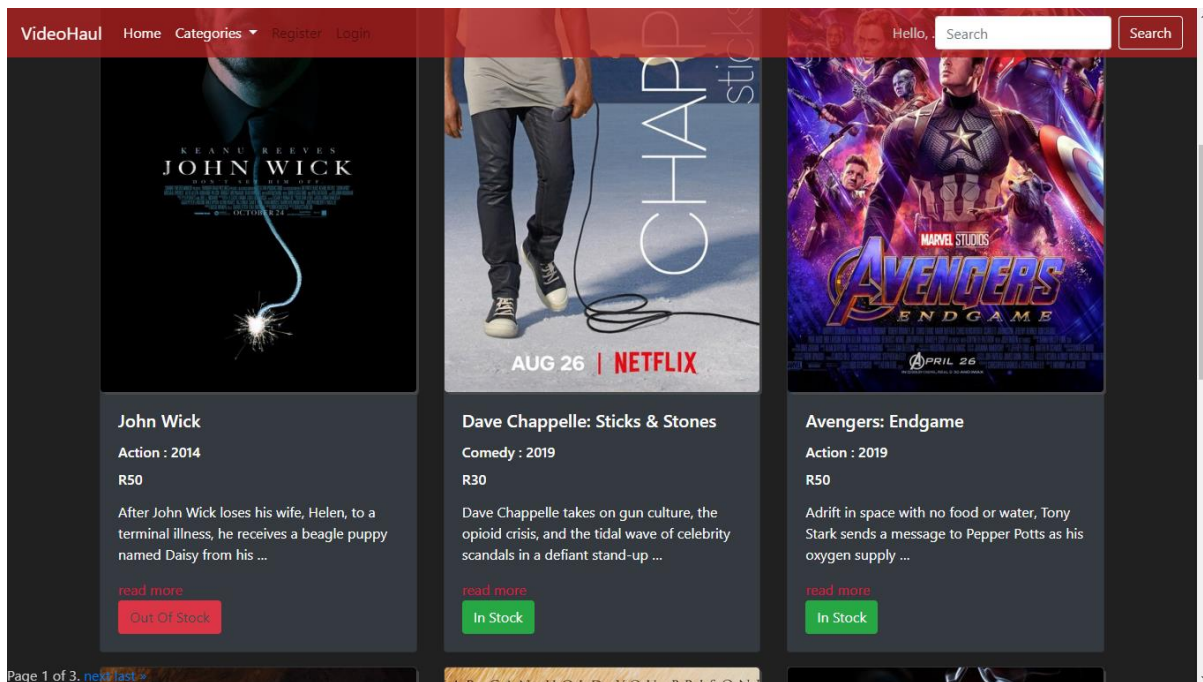 VideoHaul Home Categories Register Login Hello, . Search Search
KEANU REEVES
JOHN WICK
DON'T SET HIM OFF
OCTOBER 24
CHAPP
stick
AUG 26 | NETFLIX
MARVEL STUDIOS
AVENGERS
ENDGAME
APRIL 26
John Wick
Action : 2014
R50
After John Wick loses his wife, Helen, to a
terminal illness, he receives a beagle puppy
named Daisy from his ...
read more
Out Of Stock
Dave Chappelle: Sticks & Stones
Comedy : 2019
R30
Dave Chappelle takes on gun culture, the
opioid crisis, and the tidal wave of celebrity
scandals in a defiant stand-up ...
read more
In Stock
Avengers: Endgame
Action : 2019
R50
Adrift in space with no food or water, Tony
Stark sends a message to Pepper Potts as his
oxygen supply ...
read more
In Stock
Page 1 of 3. next last »